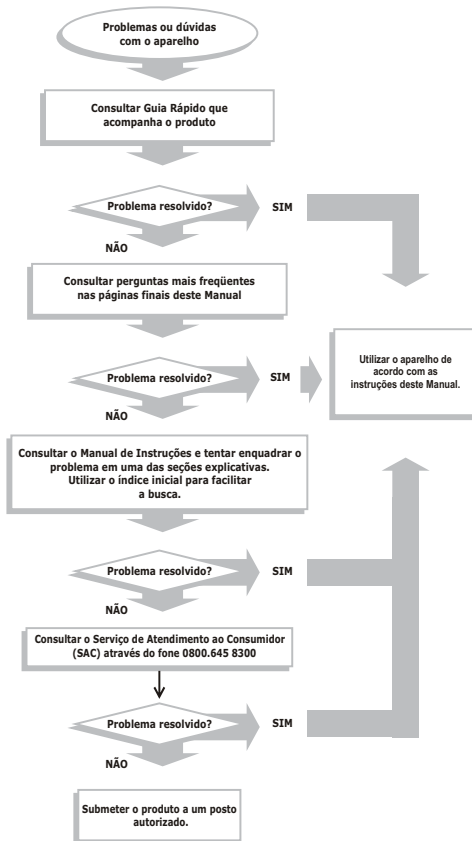 Problemas ou dúvidas
com o aparelho
Consultar Guia Rápido que
acompanha o produto
Problema resolvido?
SIM
NÃO
Consultar perguntas mais freqüentes
nas páginas finais deste Manual
Problema resolvido?
SIM
Utilizar o aparelho de
acordo com as
instruções deste Manual.
NÃO
Consultar o Manual de Instruções e tentar enquadrar o
problema em uma das seções explicativas.
Utilizar o índice inicial para facilitar
a busca.
Problema resolvido?
SIM
NÃO
Consultar o Serviço de Atendimento ao Consumidor
(SAC) através do fone 0800.645 8300
Problema resolvido?
SIM
NÃO
Submeter o produto a um posto
autorizado.